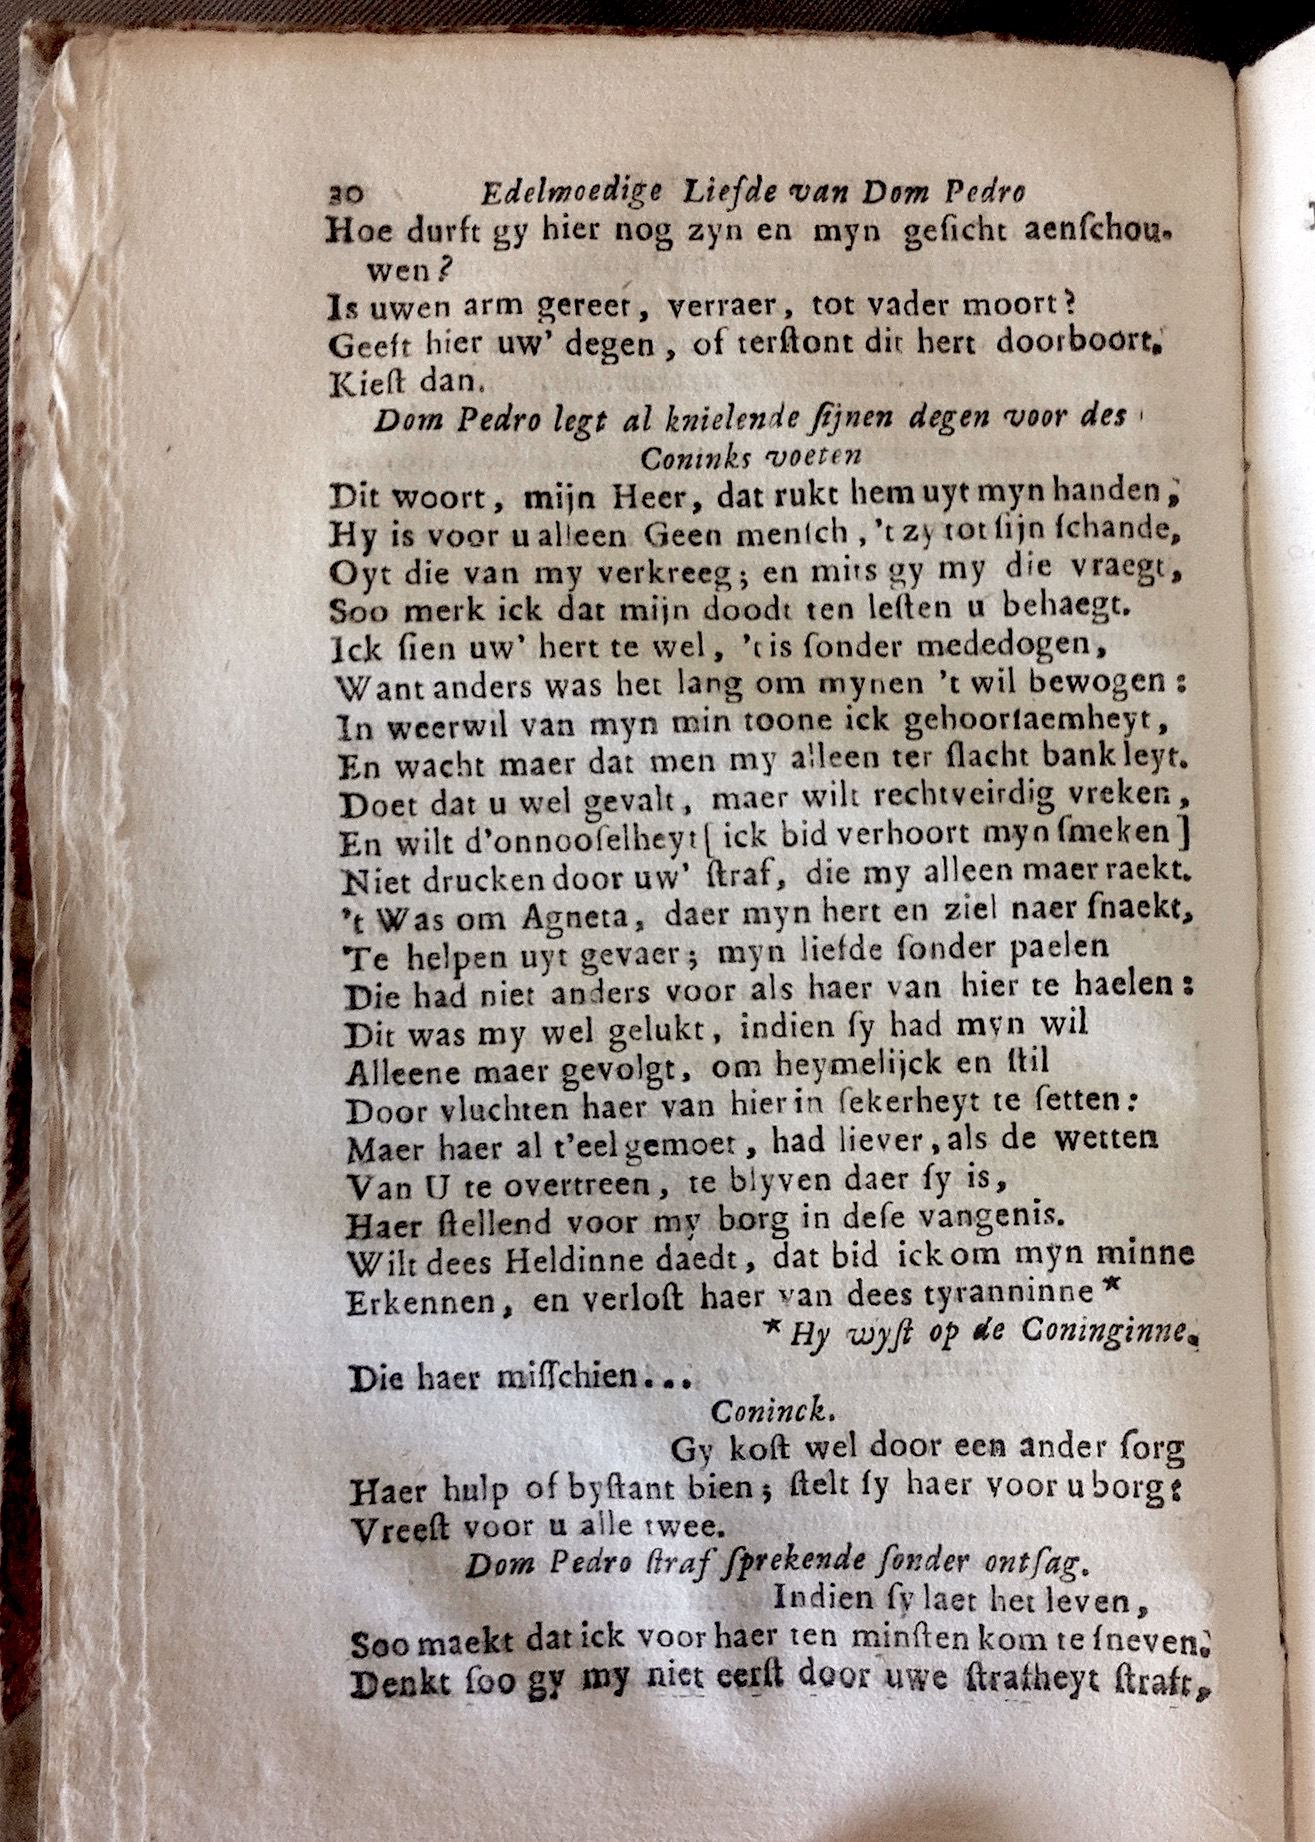 30 Edelmoedige Liefde van Dom Pedro
Hoe durft gy hier nog zyn en myn geſicht aenſchou-
wen?
Is uwen arm gereet, verraer, tot vader moort?
Geeft hier uw' degen, of terſtont dit hert doorboort.
Kieſt dan.
Dom Pedro legt al knielende ſijnen degen voor des
Coninks voeten
Dit woort, mijn Heer, dat rukt hem uyt myn handen,
Hy is voor u alleen Geen menſch, 't zy tot ſijn ſchande,
Oyt die van my verkreeg; en mits gy my die vraegt,
Soo merk ick dat mijn doodt ten leſten u behaegt.
Ick ſien uw' hert te wel, 't is ſonder mededogen,
Want anders was het lang om mynen 't wil bewogen:
In weerwil van myn min toone ick gehoorſaemheyt,
En wacht maer dat men my alleen ter ſlacht bank leyt.
Doet dat u wel gevalt, maer wilt rechtveirdig vreken,
En wilt d'onnooſelheyt [ick bid verhoort myn ſmeken]
Niet drucken door uw' ſtraf, die my alleen maer raekt.
't Was om Agneta, daer myn hert en ziel naer ſnaekt,
Te helpen uyt gevaer; myn liefde ſonder paelen
Die had niet anders voor als haer van hier te haelen:
Dit was my wel gelukt, indien ſy had myn wil
Alleene maer gevolgt, om heymelijck en ſtil
Door vluchten haer van hier in ſekerheyt te ſetten:
Maer haer al t'eel gemoet, had liever, als de wetten
Van U te overtreen, te blyven daer ſy is,
Haer ſtellend voor my borg in deſe vangenis.
Wilt dees Heldinne daedt, dat bid ick om myn minne
Erkennen, en verloſt haer van dees tyranninne *
* Hy wyſt op de Coninginne.
Die haer miſſchien...
Coninck.
Gy koſt wel door een ander ſorg
Haer hulp of byſtant bien; ſtelt ſy haer voor u borg:
Vreeſt voor u alle twee.
Dom Pedro ſtraf ſprekende ſonder ontſag.
Indien ſy laet het leven,
Soo maekt dat ick voor haer ten minſten kom te ſneven.
Denkt ſoo gy my niet eerſt door uwe ſtrafheyt ſtraft,